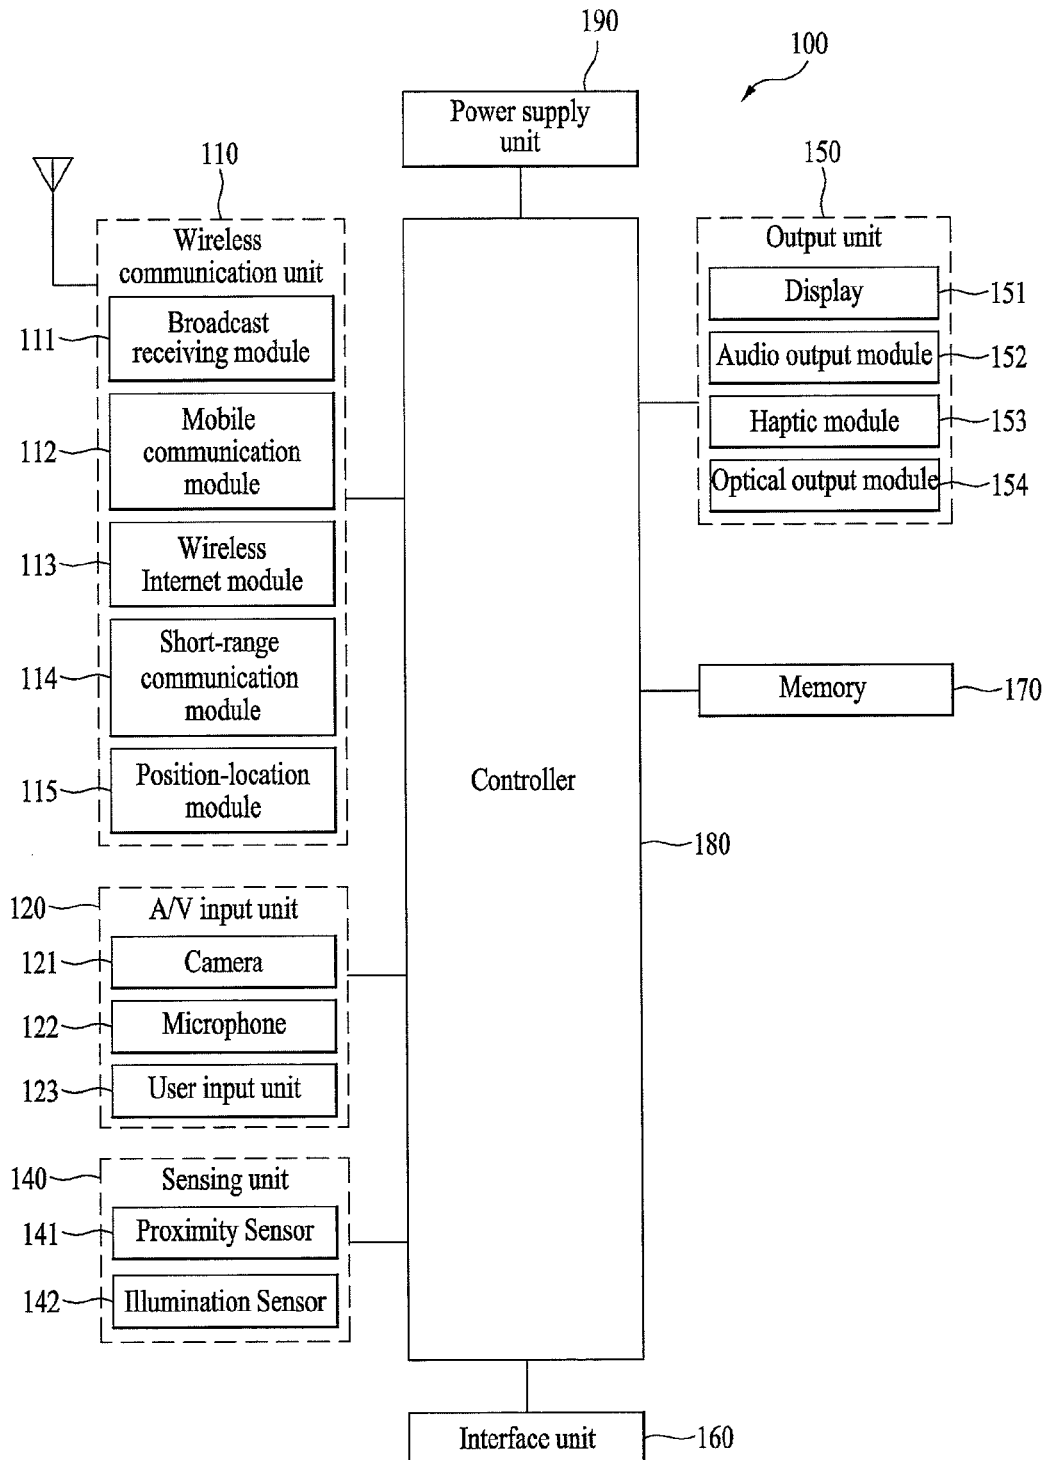 190
100
Power supply
unit
110
Wireless
communication unit
111
Broadcast
receiving module
112
Mobile
communication
module
113
Wireless
Internet module
114
Short-range
communication
module
115
Position-location
module
120
A/V input unit
121
Camera
122
Microphone
123
User input unit
140
Sensing unit
141
Proximity Sensor
142
Illumination Sensor
Controller
180
150
Output unit
Display
151
Audio output module
152
Haptic module
153
Optical output module
154
Memory
170
Interface unit
160